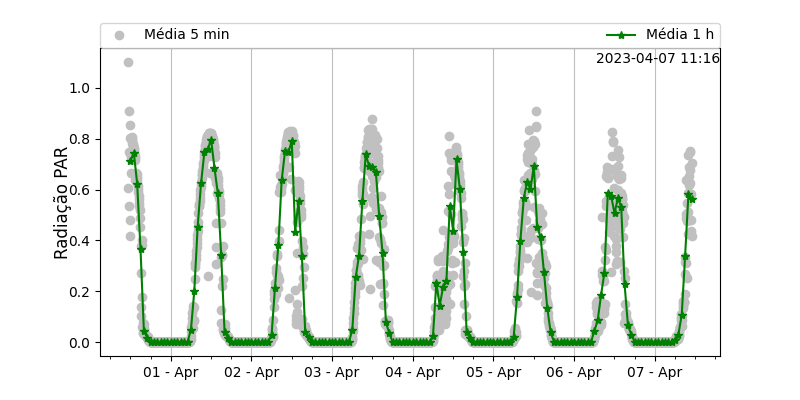 Média 5 min
Média 1 h
2023-04-07 11:16
Radiação PAR
1.0
0.8
0.6
0.4
0.2
0.0
01 - Apr
02 - Apr
03 - Apr
04 - Apr
05 - Apr
06 - Apr
07 - Apr